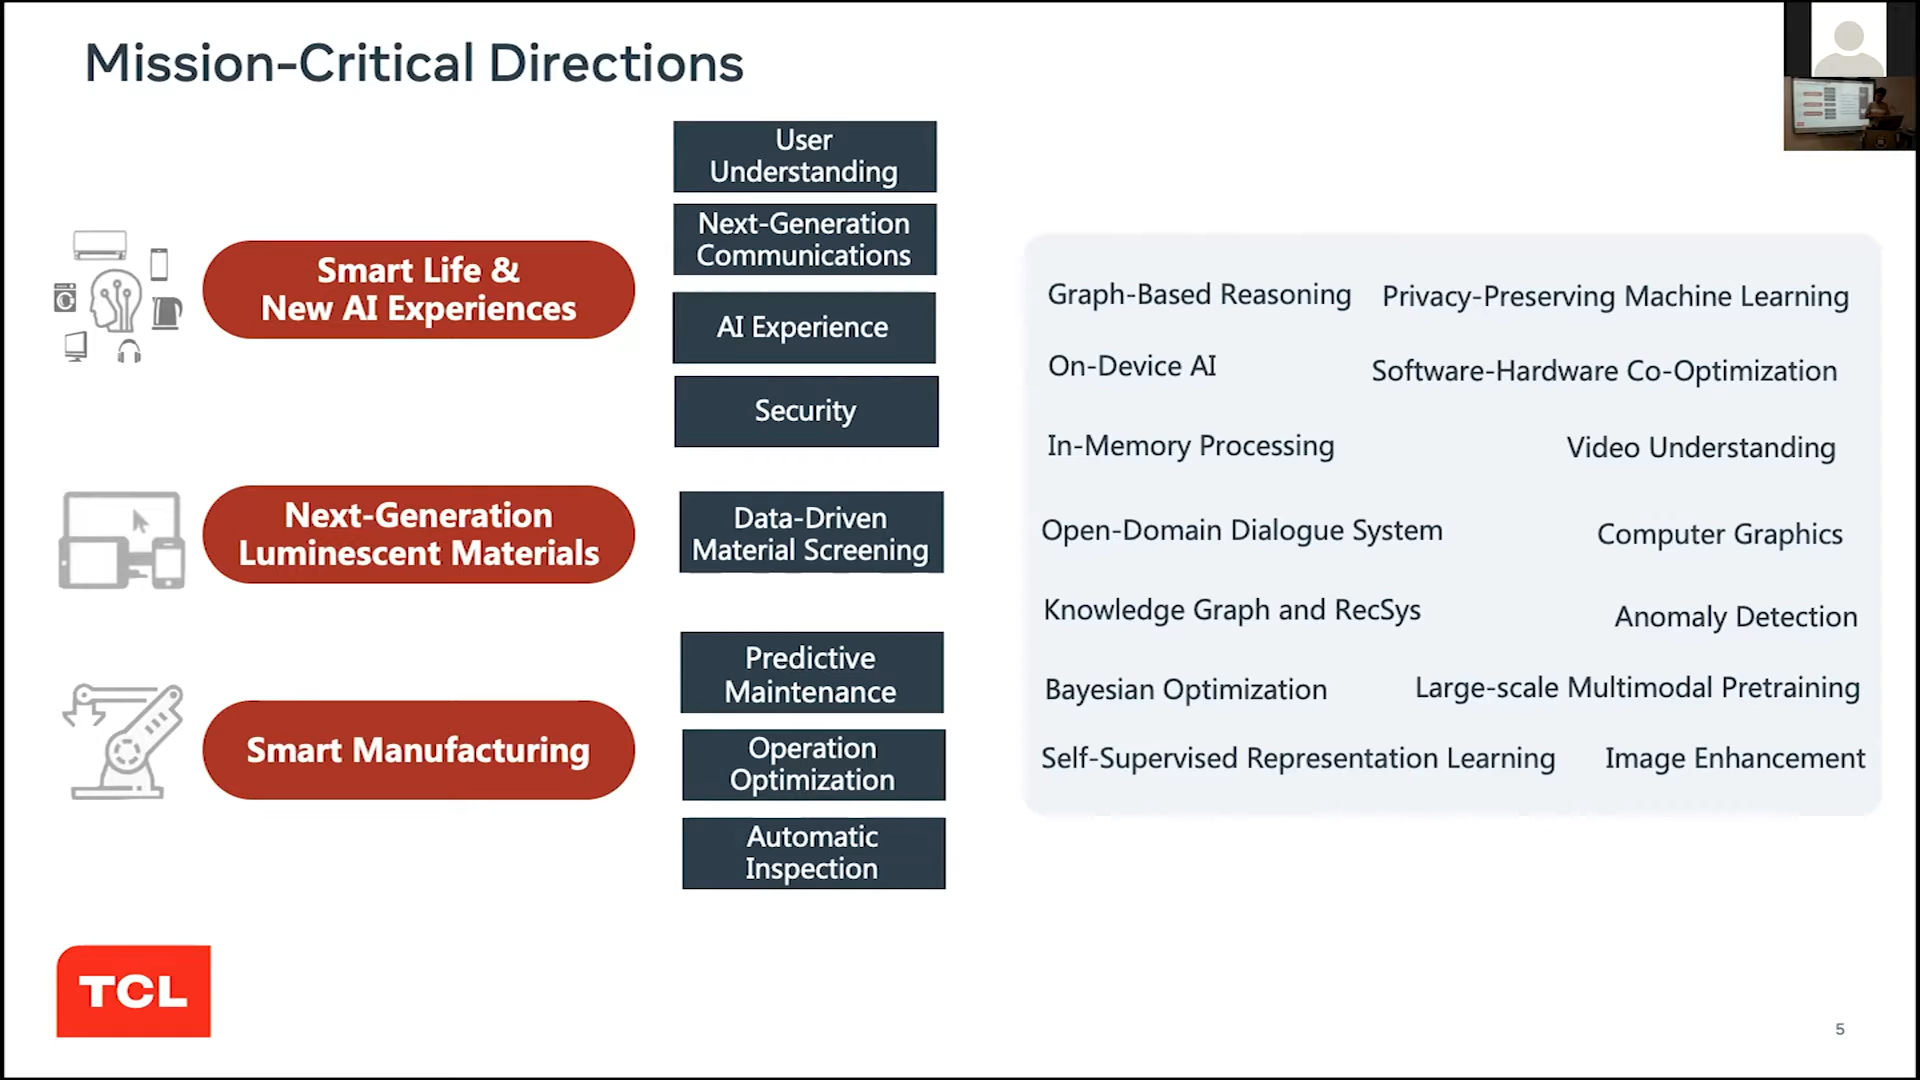 Mission-Critical Directions
User
Understanding
Next-Generation
Communications
AI Experience
Security
Smart Life &
New AI Experiences
Data-Driven
Material Screening
Next-Generation
Luminescent Materials
Predictive
Maintenance
Operation
Optimization
Automatic
Inspection
Smart Manufacturing
Graph-Based Reasoning
Privacy-Preserving Machine Learning
On-Device AI
Software-Hardware Co-Optimization
In-Memory Processing
Video Understanding
Open-Domain Dialogue System
Computer Graphics
Knowledge Graph and RecSys
Anomaly Detection
Bayesian Optimization
Large-scale Multimodal Pretraining
Self-Supervised Representation Learning
Image Enhancement
TCL
5